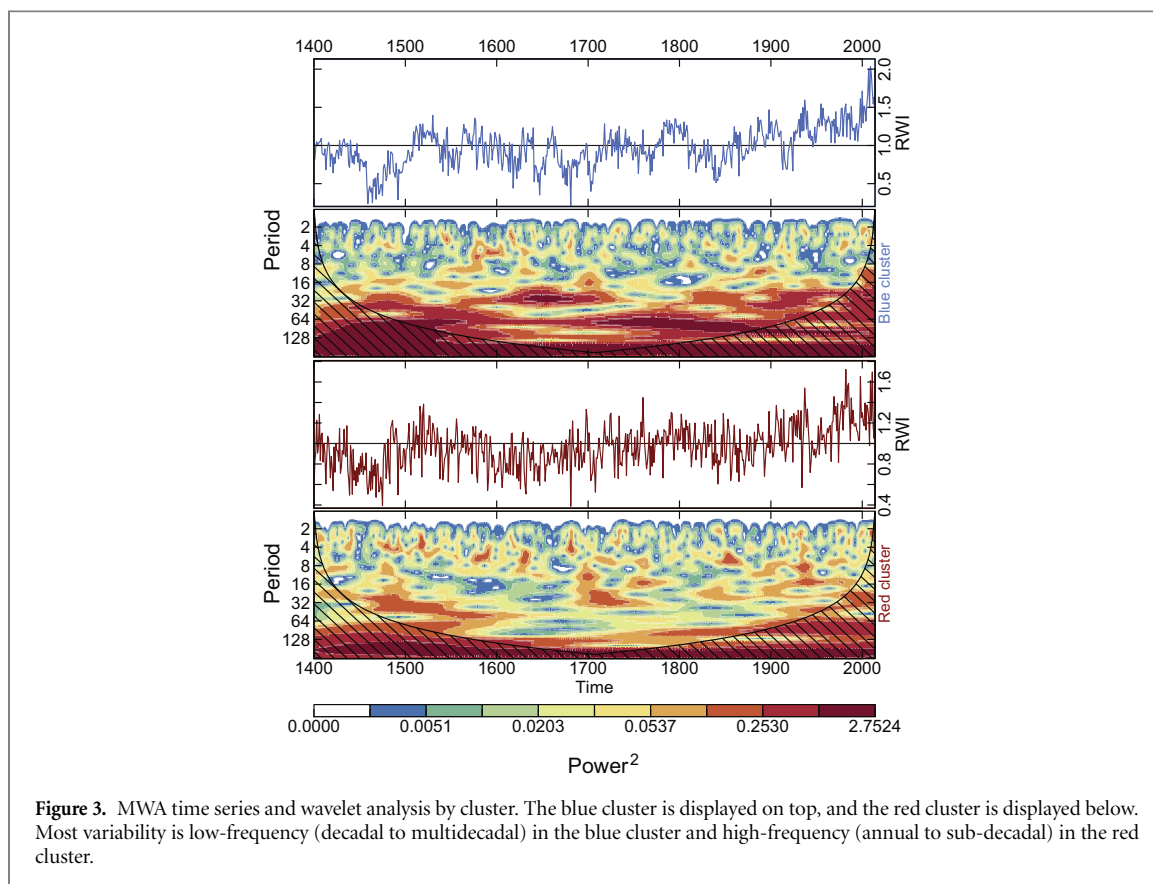 1400 1500 1600 1700 1800 1900 2000
2.0
1.5
1.0
0.5
RWI
Period
2
4
8
16
32
64
128
Blue cluster
1.6
1.2
0.8
0.4
RWI
Period
2
4
8
16
32
64
128
Red cluster
1400 1500 1600 1700 1800 1900 2000
Time
0.0000 0.0051 0.0203 0.0537 0.2530 2.7524
Power²
Figure 3. MWA time series and wavelet analysis by cluster. The blue cluster is displayed on top, and the red cluster is displayed below.
Most variability is low-frequency (decadal to multidecadal) in the blue cluster and high-frequency (annual to sub-decadal) in the red
cluster.